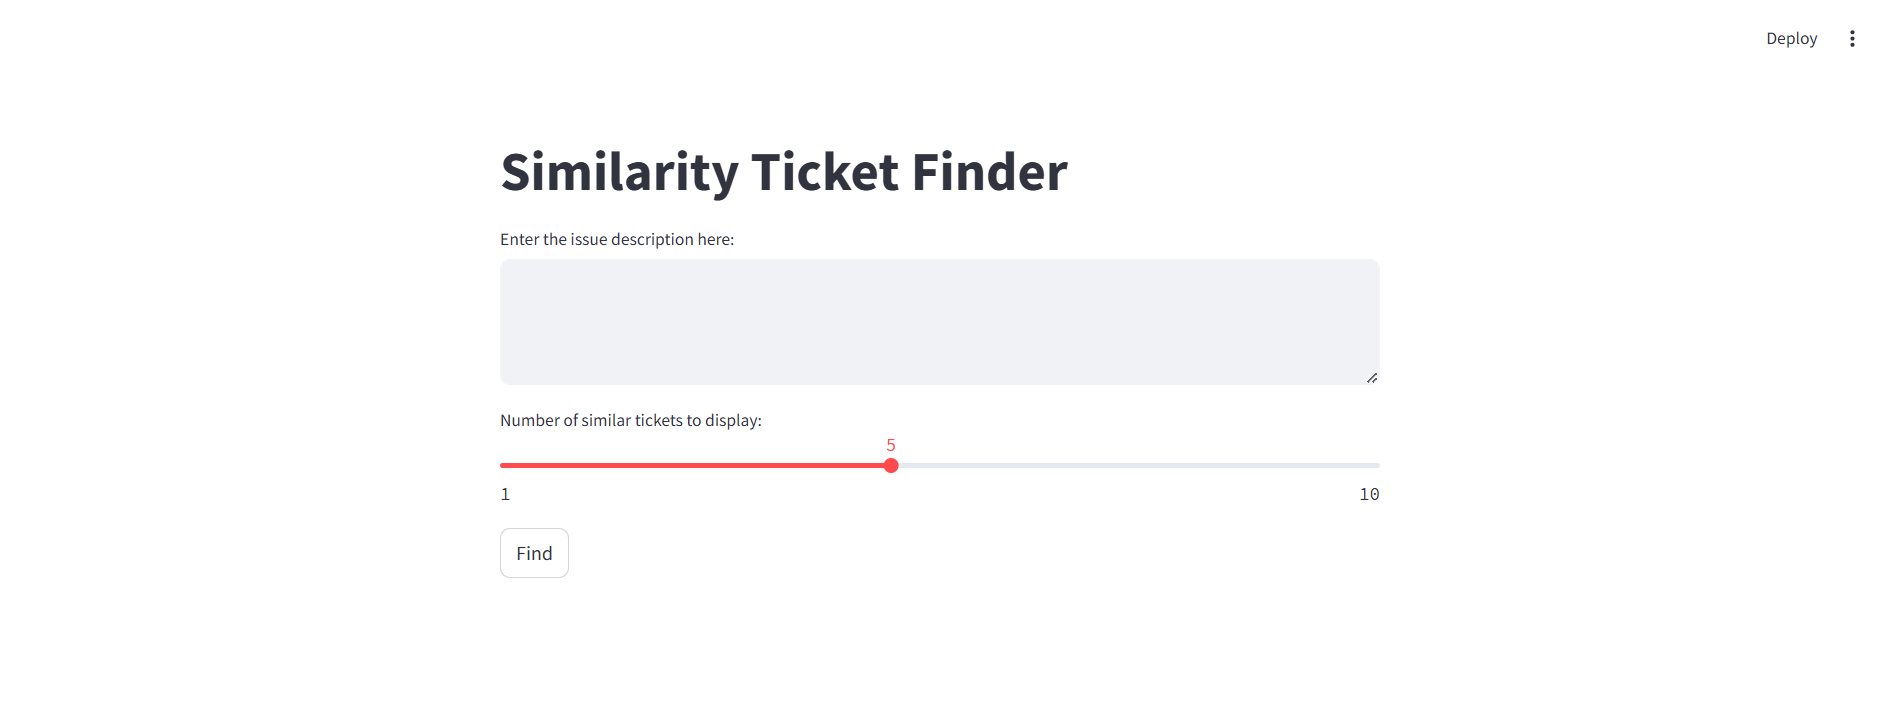 Deploy
Similarity Ticket Finder
Enter the issue description here:
Number of similar tickets to display:
5
1 10
Find